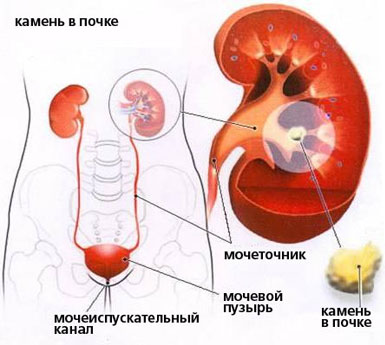 камень в почке
мочеточник
мочевой
пузырь
мочеиспускательный
канал
камень
в почке